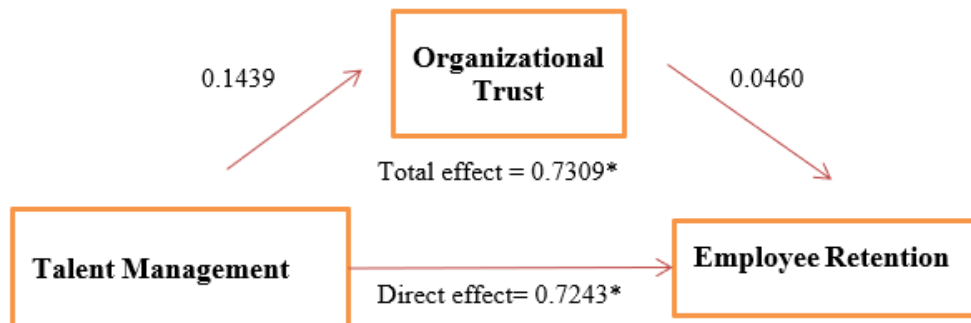 Organizational
Trust
0.1439
0.0460
Total effect = 0.7309*
Talent Management
Employee Retention
Direct effect= 0.7243*